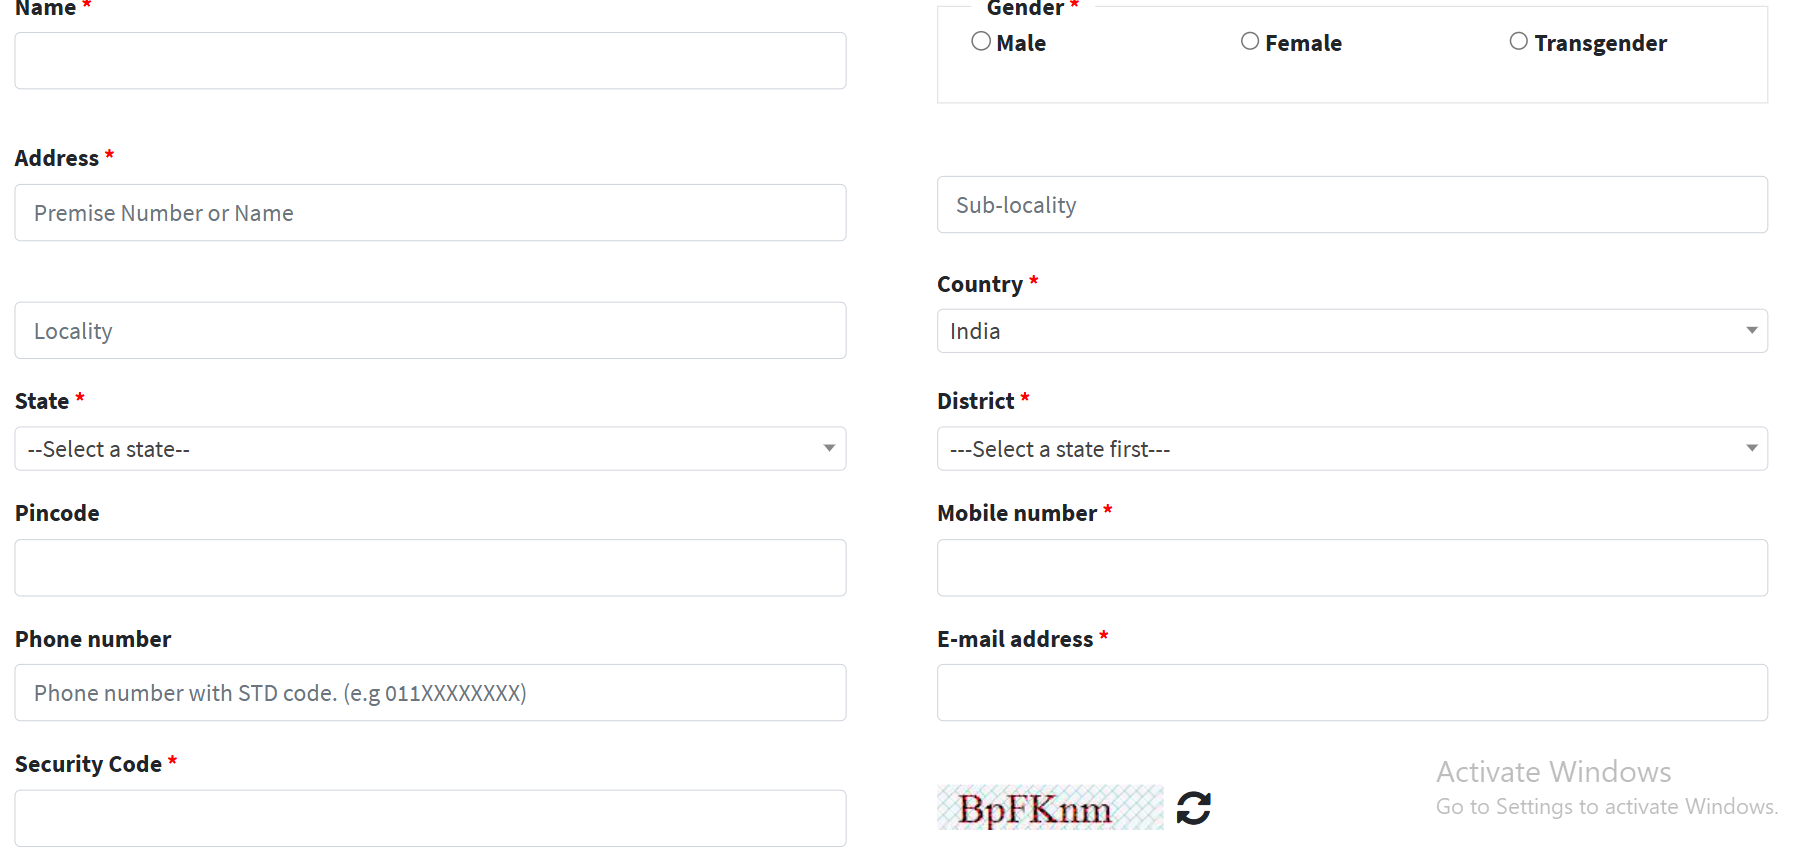 Name *
Gender *
Male
Female
Transgender
Address *
Premise Number or Name
Sub-locality
Country *
Locality
India
State *
District *
--Select a state--
---Select a state first---
Pincode
Mobile number *
Phone number
E-mail address *
Phone number with STD code. (e.g 011XXXXXXXX)
Security Code *
BpFKnm
Activate Windows
Go to Settings to activate Windows.